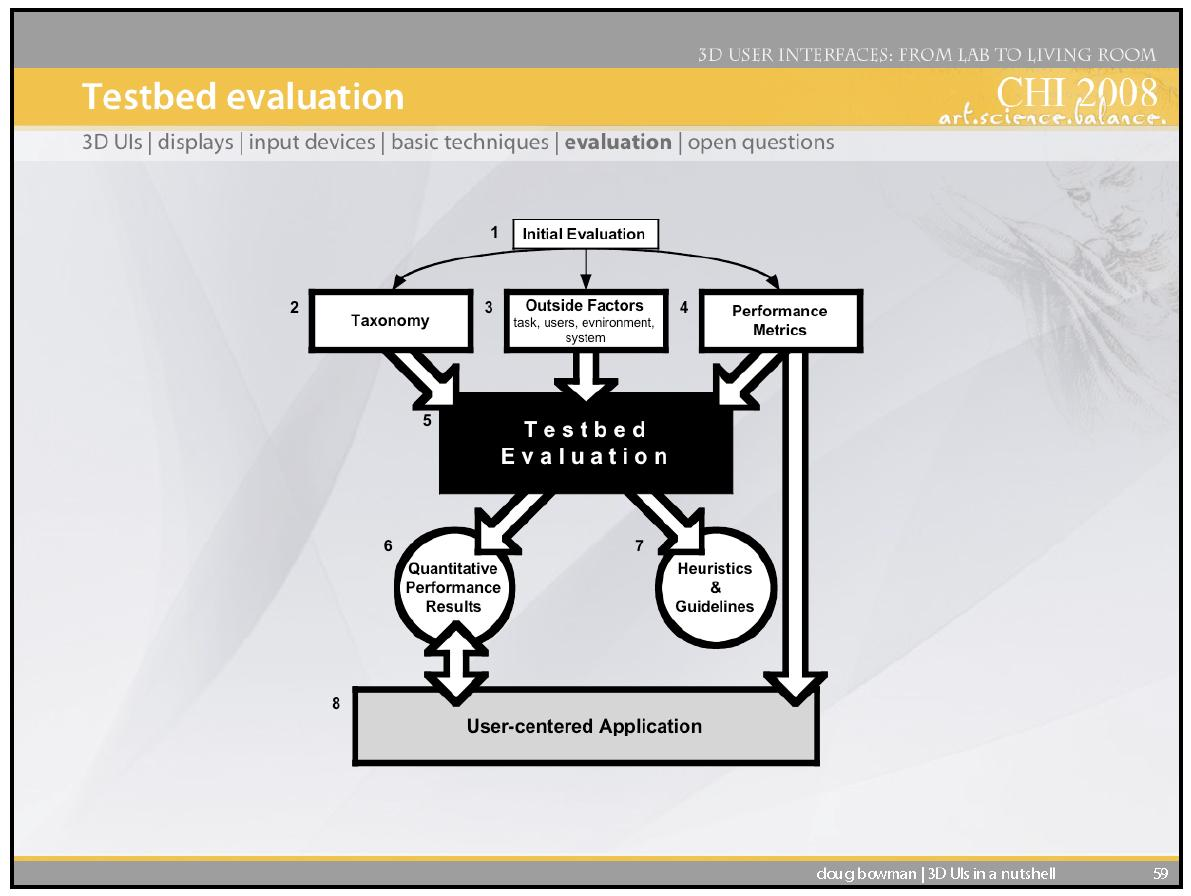 3D USER INTERFACES: FROM LAB TO LIVING ROOM
Testbed evaluation
CHI 2008
art.science.balance.
3D UIs | displays | input devices | basic techniques | evaluation | open questions
1 Initial Evaluation
2 Taxonomy
3 Outside Factors
task, users, evnironment,
system
4 Performance
Metrics
5 Testbed
Evaluation
6 Quantitative
Performance
Results
7 Heuristics
&
Guidelines
8 User-centered Application
doug bowman | 3D UIs in a nutshell 59